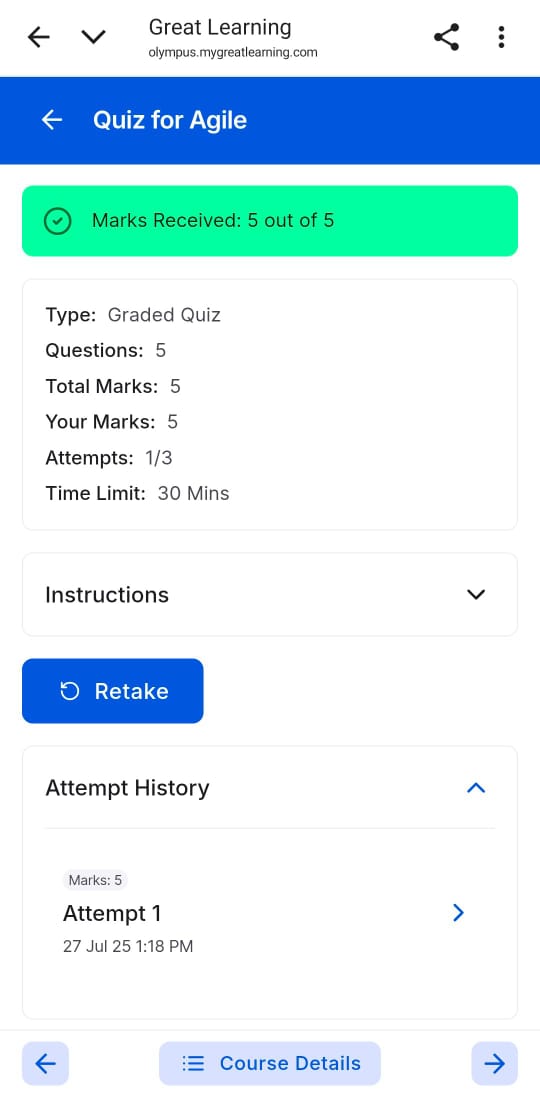 Great Learning
olympus.mygreatlearning.com
Quiz for Agile
Marks Received: 5 out of 5
Type: Graded Quiz
Questions: 5
Total Marks: 5
Your Marks: 5
Attempts: 1/3
Time Limit: 30 Mins
Instructions
Retake
Attempt History
Marks: 5
Attempt 1
27 Jul 25 1:18 PM
Course Details